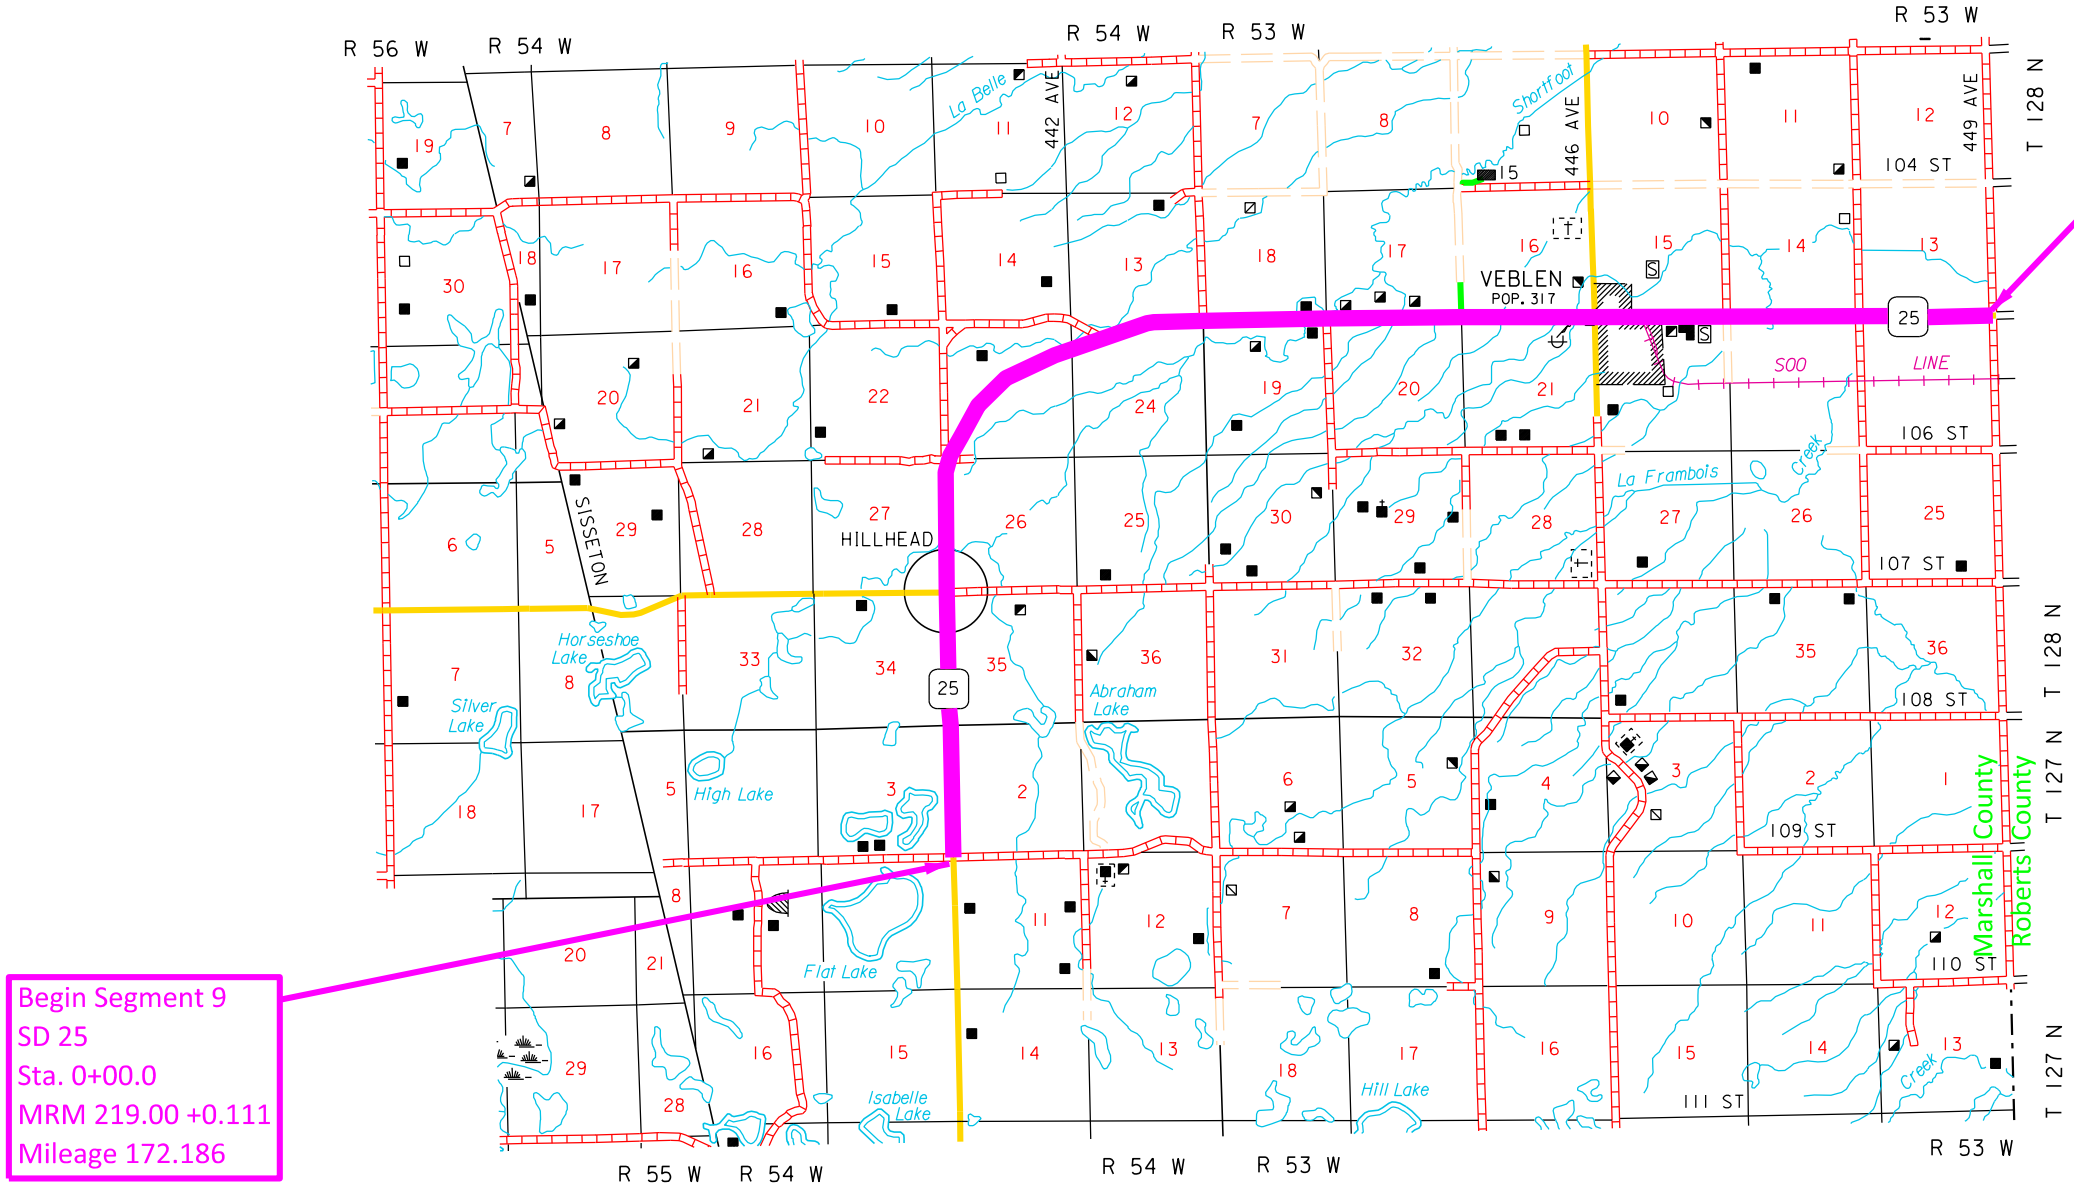 R 56 W
R 54 W
R 54 W
R 53 W
R 53 W
T 128 N
442 AVE
446 AVE
449 AVE
La Belle
Shortfoot
19
7
8
9
10
11
12
7
8
15
10
11
12
104 ST
30
18
17
16
15
14
13
18
17
16
15
14
13
VEBLEN
POP. 317
S
25
S
SOO LINE
20
21
22
24
19
20
21
106 ST
Creek
La Frambois
6
5
SISSETON
29
28
27
26
25
30
29
28
27
26
25
HILLHEAD
107 ST
Horseshoe
Lake
7
8
33
34
35
36
31
32
35
36
T 128 N
25
Silver
Lake
Abraham
Lake
108 ST
18
17
5
High Lake
3
2
6
5
4
3
2
1
T 127 N
109 ST
Marshall County
Roberts County
8
20
21
Flat Lake
11
12
7
8
9
10
11
12
110 ST
Begin Segment 9
SD 25
Sta. 0+00.0
MRM 219.00 +0.111
Mileage 172.186
29
28
16
15
14
13
18
17
16
15
14
13
Isabelle
Lake
Hill Lake
Creek
111 ST
T 127 N
R 55 W
R 54 W
R 54 W
R 53 W
R 53 W